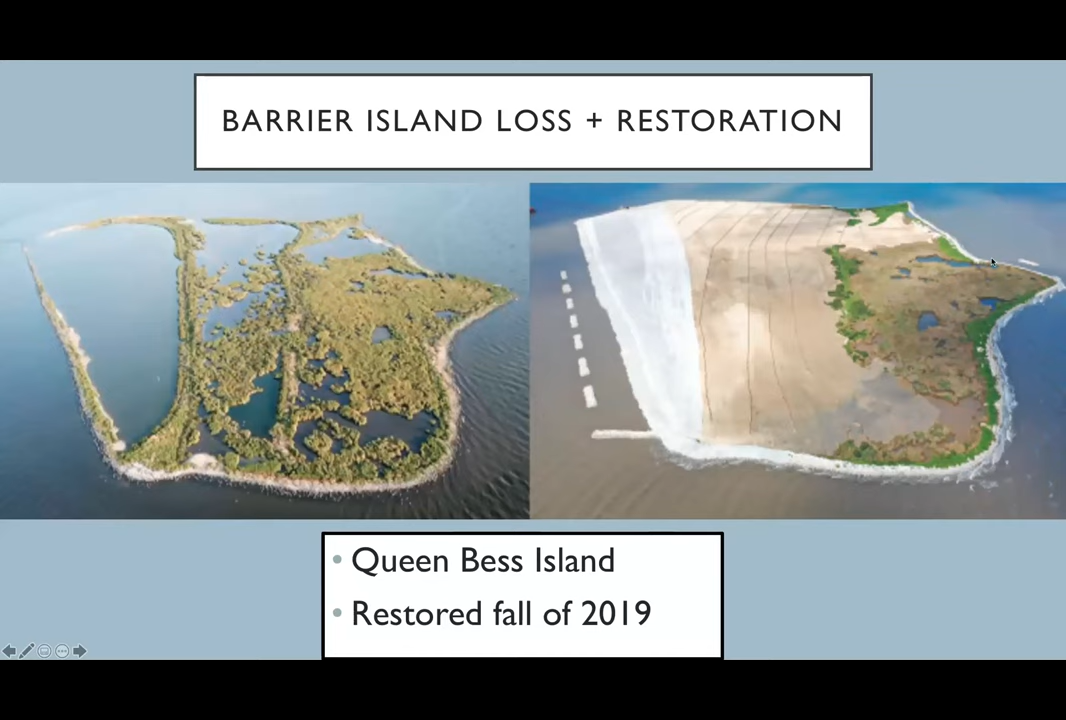 BARRIER ISLAND LOSS + RESTORATION
• Queen Bess Island
• Restored fall of 2019